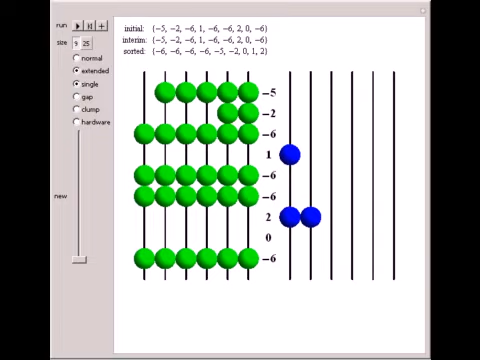 run
initial: {−5, −2, −6, 1, −6, −6, 2, 0, −6}
interim: {−5, −2, −6, 1, −6, −6, 2, 0, −6}
sorted: {−6, −6, −6, −6, −5, −2, 0, 1, 2}
size 9 25
normal
extended
single
gap
clump
hardware
new
−5
−2
−6
1
−6
−6
2
0
−6